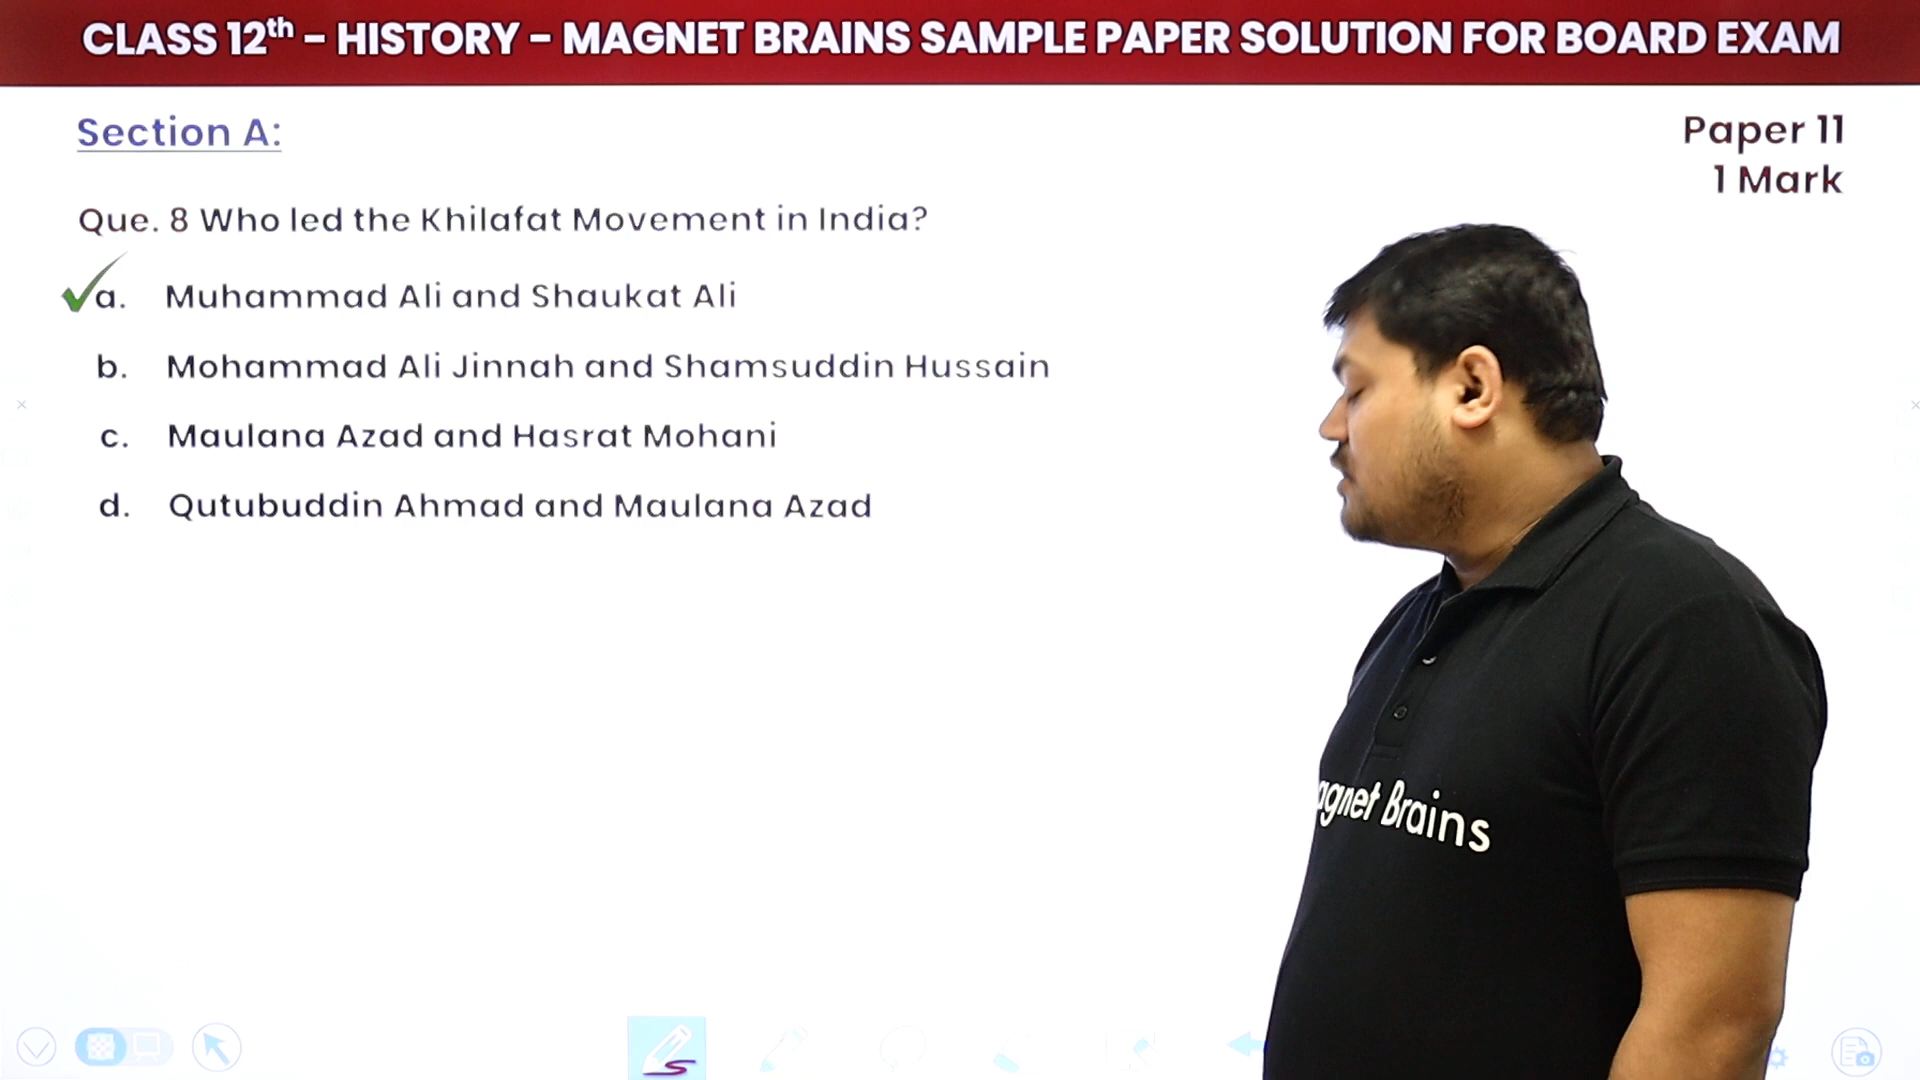 CLASS 12th – HISTORY – MAGNET BRAINS SAMPLE PAPER SOLUTION FOR BOARD EXAM
Section A:
Paper 11
1 Mark
Que. 8 Who led the Khilafat Movement in India?
a. Muhammad Ali and Shaukat Ali
b. Mohammad Ali Jinnah and Shamsuddin Hussain
c. Maulana Azad and Hasrat Mohani
d. Qutubuddin Ahmad and Maulana Azad
agnet Brains